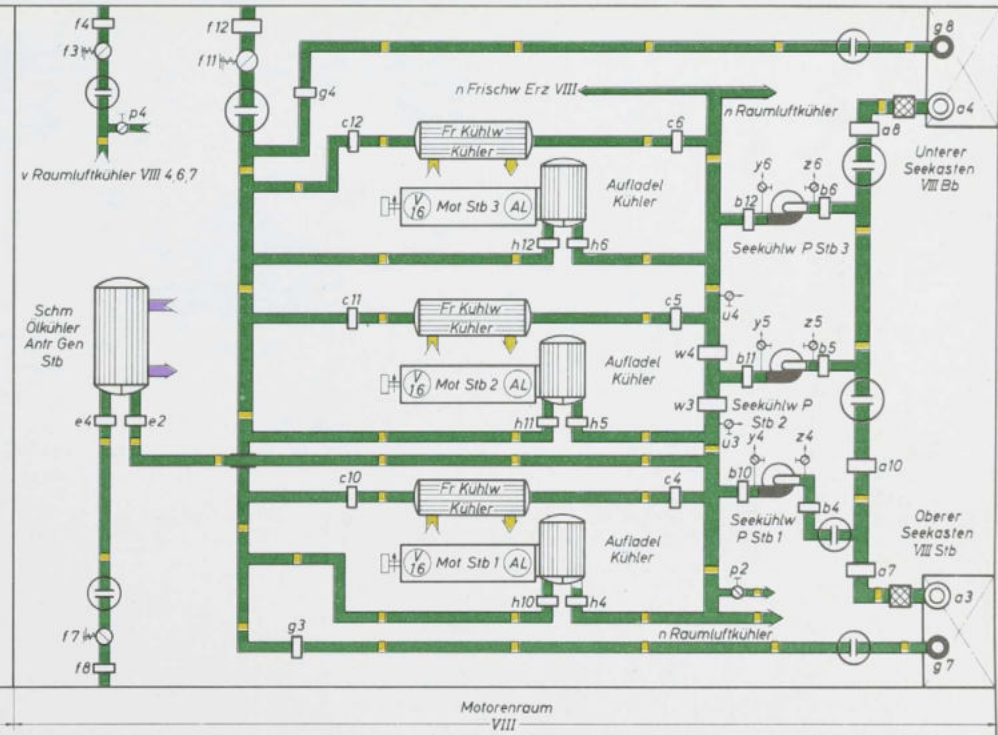 f4
f12
g8
f3
f11
g4
n Frischw Erz VIII
n Raumluftkühler
a4
p4
c12
Fr Kühlw
Kühler
c6
a8
v Raumluftkühler VIII 4,6,7
Unterer
Seekasten
VIII Bb
y6
z6
V
16
Mot Stb 3
AL
Aufladel
Kühler
b12
b6
h12
h6
Seekühlw P Stb 3
Schm
Ölkühler
Antr Gen
Stb
c11
Fr Kühlw
Kühler
c5
u4
y5
z5
w4
b11
b5
V
16
Mot Stb 2
AL
Aufladel
Kühler
w3
Seekühlw P
Stb 2
e4
e2
h11
h5
u3
y4
z4
a10
c10
Fr Kühlw
Kühler
c4
b10
b4
Seekühlw
P Stb 1
Oberer
Seekasten
VIII Stb
V
16
Mot Stb 1
AL
Aufladel
Kühler
a7
p2
a3
h10
h4
n Raumluftkühler
f7
g3
g7
f8
Motorenraum
VIII